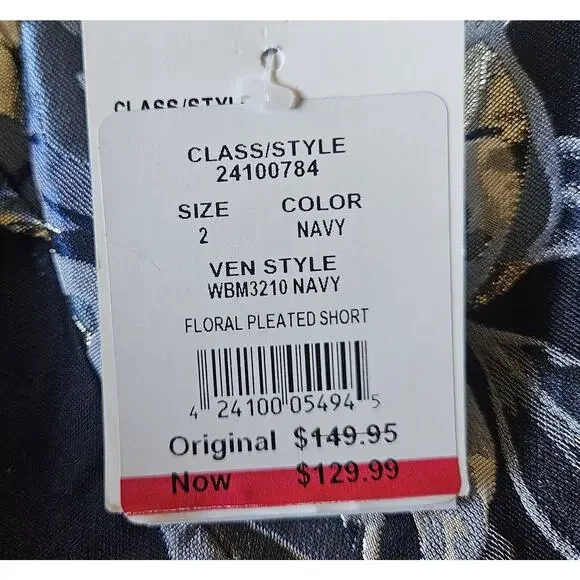 CLASS/STYLE
CLASS/STYLE
24100784
SIZE COLOR
2 NAVY
VEN STYLE
WBM3210 NAVY
FLORAL PLEATED SHORT
4 24100 05494 5
Original $149.95
Now $129.99